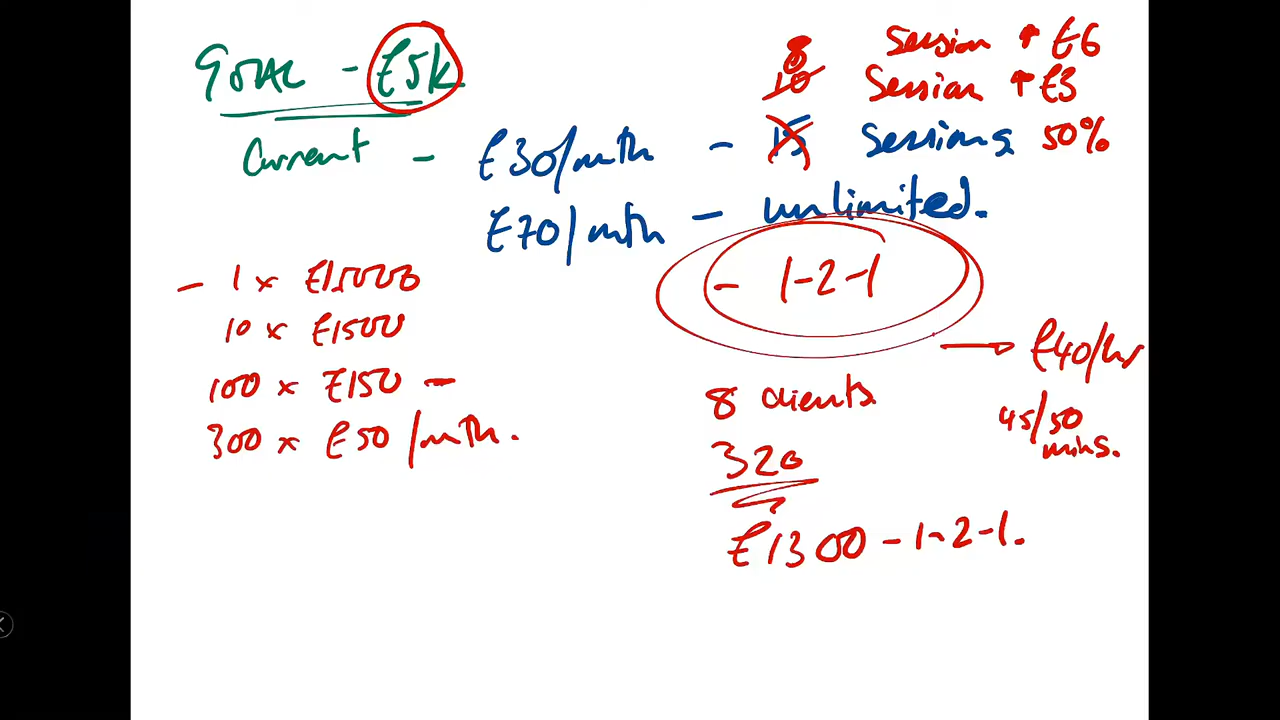 GOAL - £5k
Current - £30/mth - 15 sessions 50%
£70/mth - unlimited.
8 Session ↑ £6
10 Session ↑ £3
- 1-2-1
→ £40/hr
45/50
mins.
- 1 x £15000
10 x £1500
100 x £150 -
300 x £50/mth.
8 clients
320
£1300 - 1-2-1.